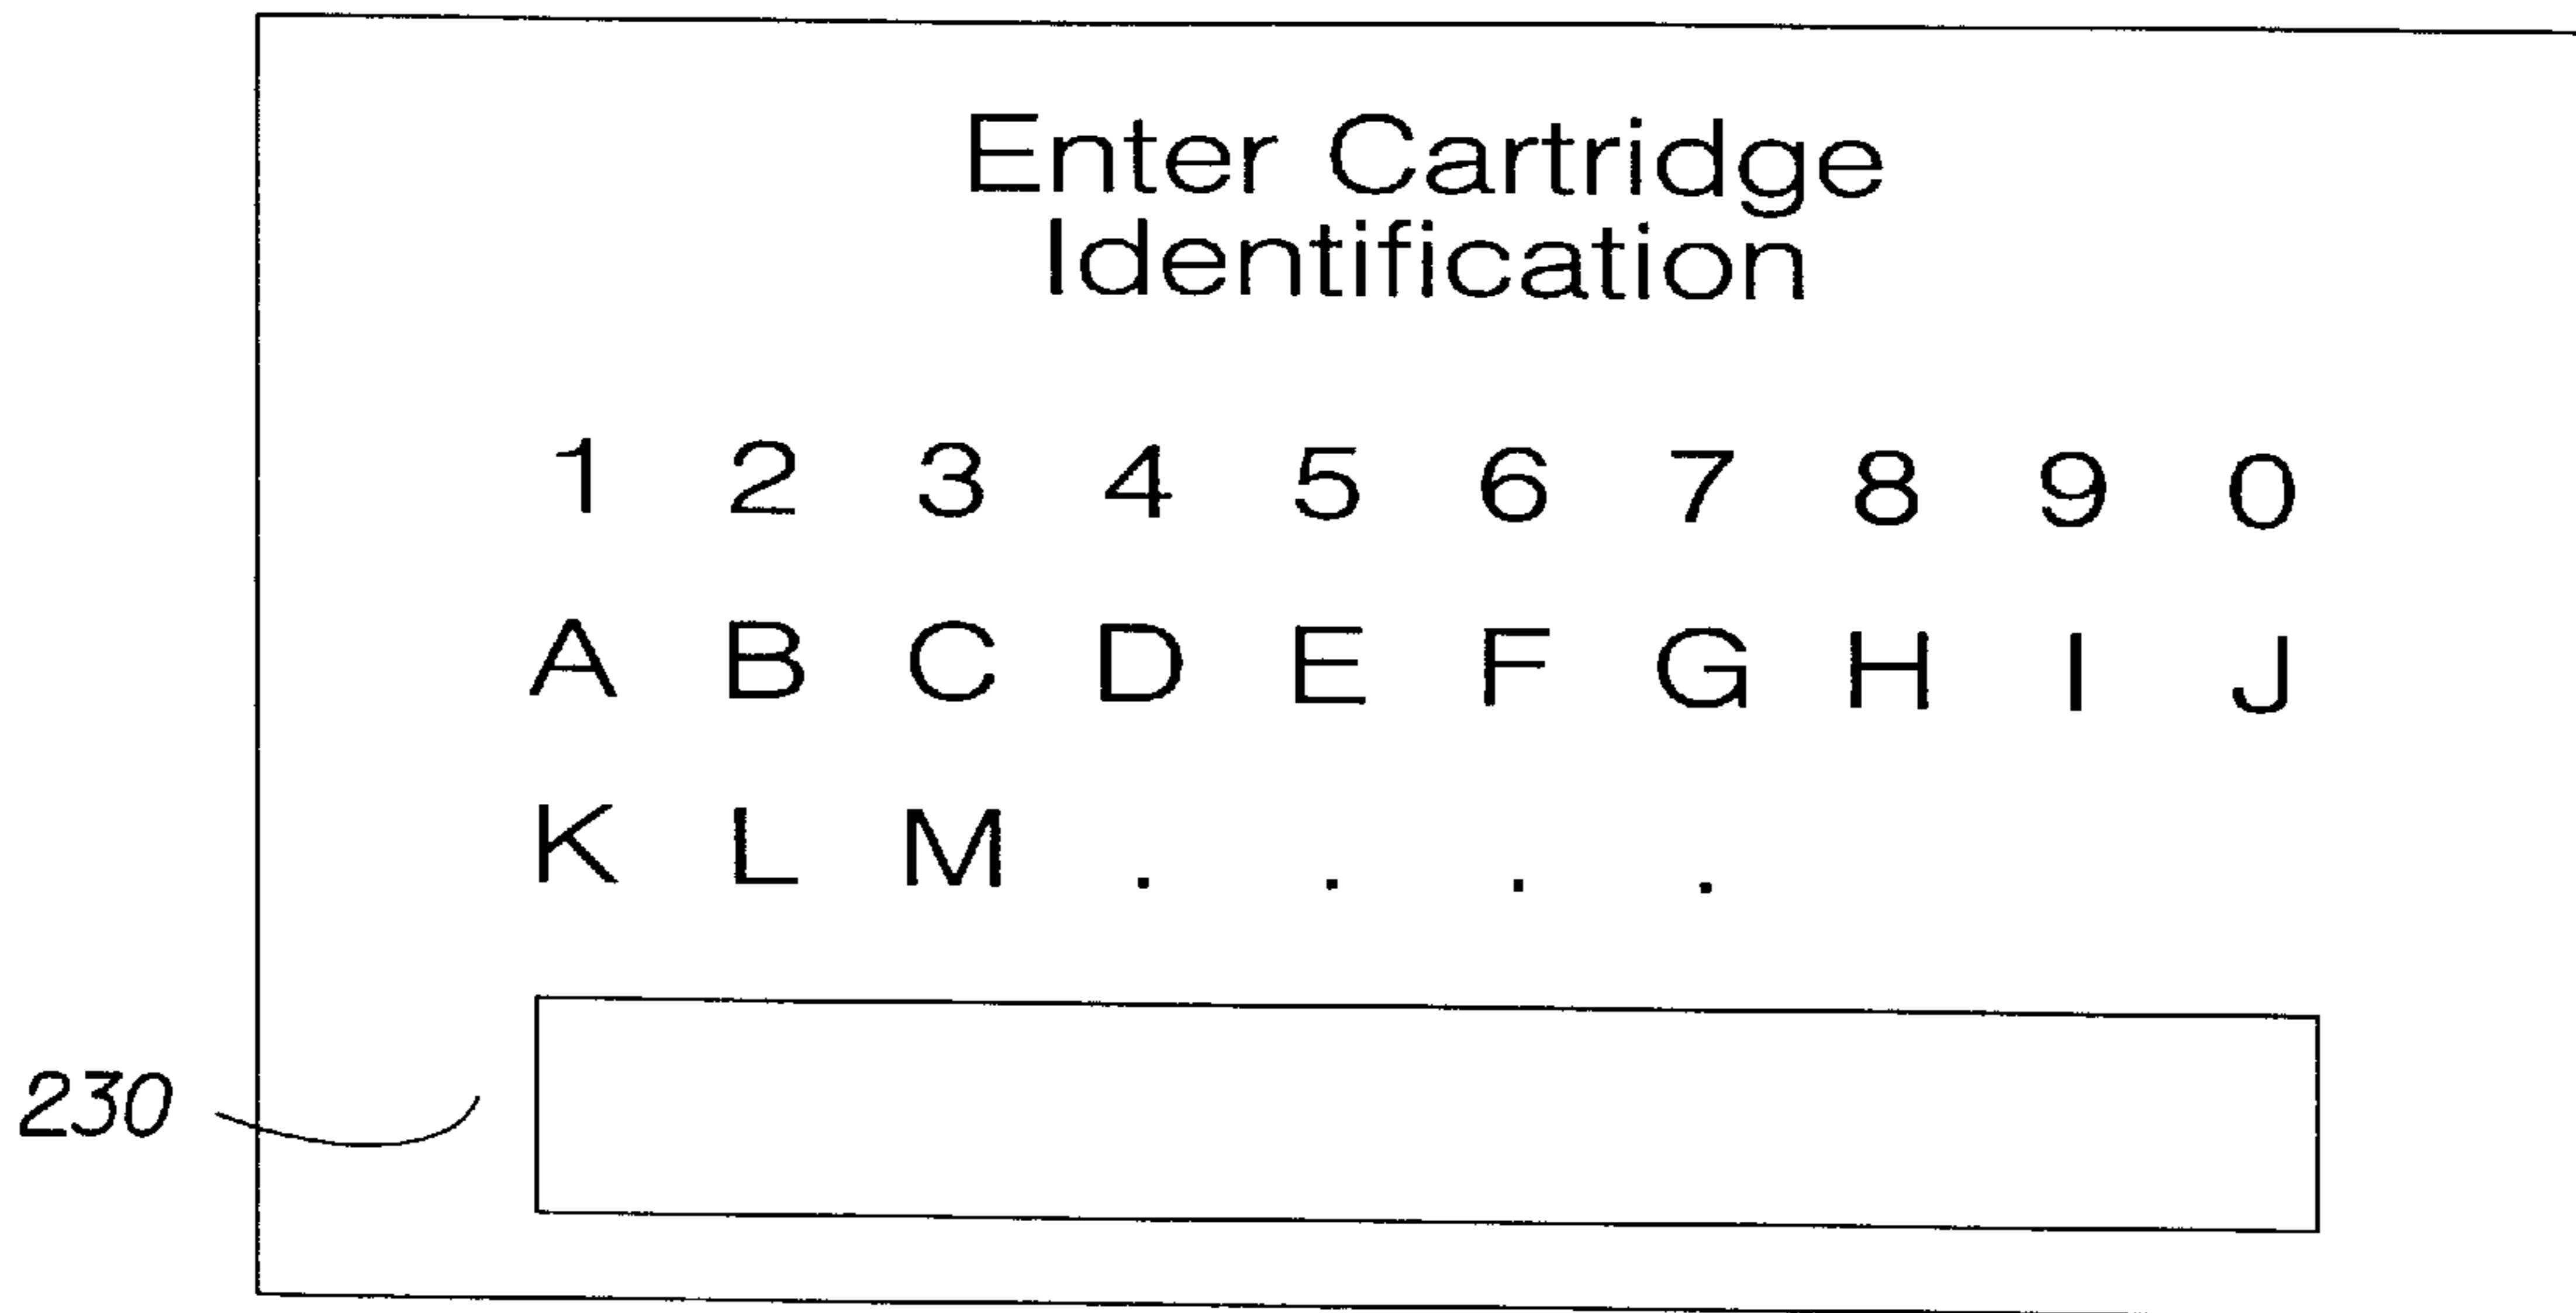 Enter Cartridge
Identification
1 2 3 4 5 6 7 8 9 0
A B C D E F G H I J
K L M . . . .
230